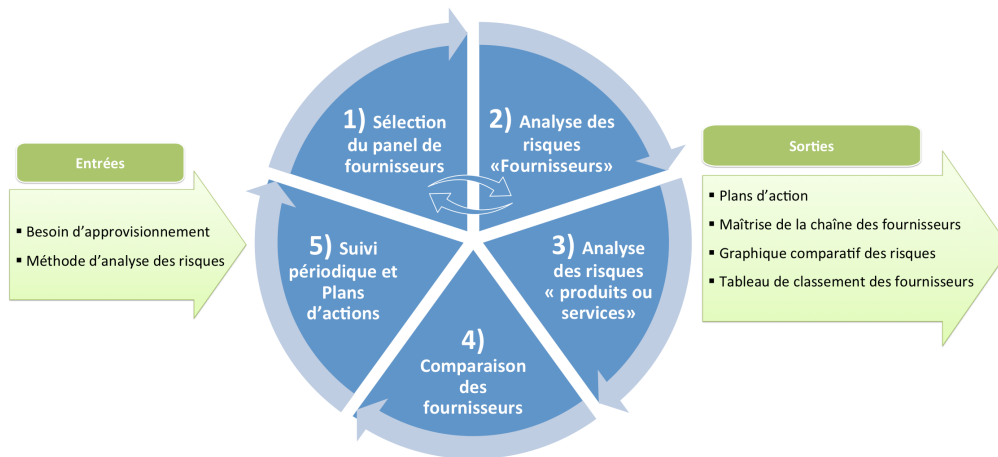 Entrées
▪ Besoin d'approvisionnement
▪ Méthode d'analyse des risques
1) Sélection
du panel de
fournisseurs
2) Analyse des
risques
«Fournisseurs»
3) Analyse
des risques
« produits ou
services»
4)
Comparaison
des
fournisseurs
5) Suivi
périodique et
Plans
d'actions
Sorties
▪ Plans d'action
▪ Maîtrise de la chaîne des fournisseurs
▪ Graphique comparatif des risques
▪ Tableau de classement des fournisseurs